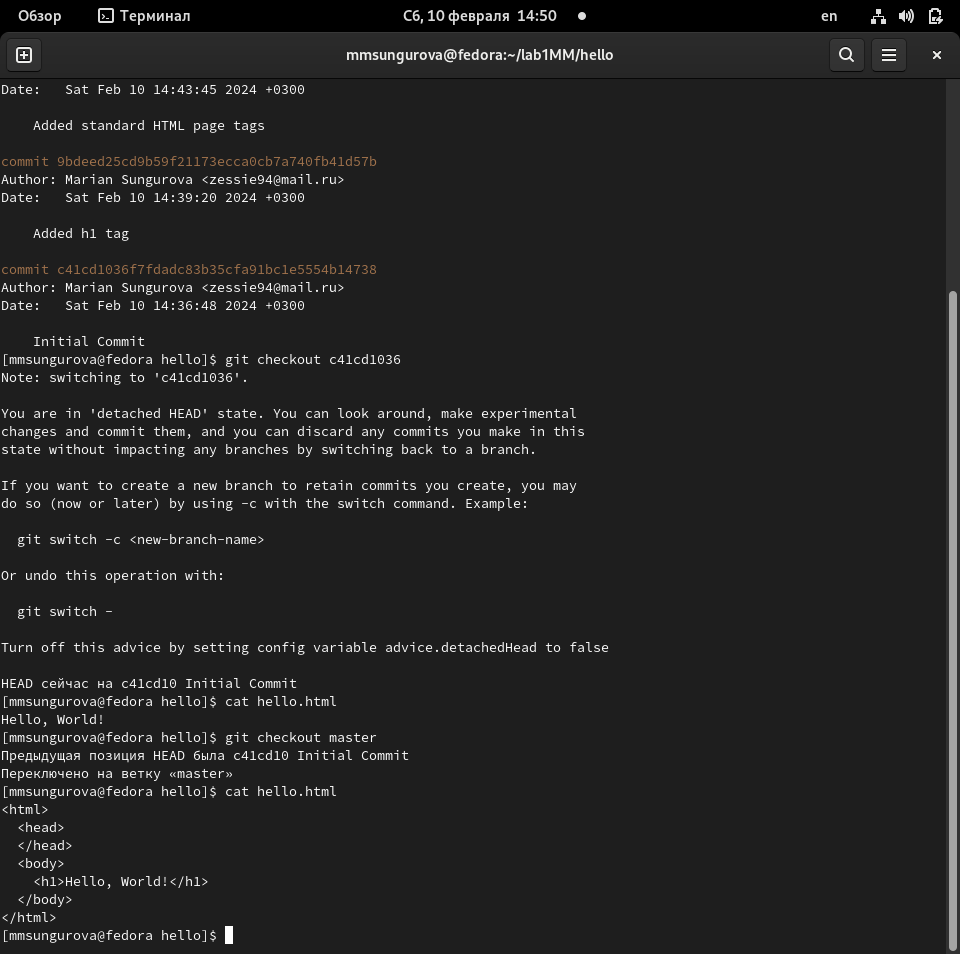 Обзор Терминал Сб, 10 февраля 14:50 en
mmsungurova@fedora:~/lab1MM/hello
Date:   Sat Feb 10 14:43:45 2024 +0300
    Added standard HTML page tags
commit 9bdeed25cd9b59f21173ecca0cb7a740fb41d57b
Author: Marian Sungurova <zessie94@mail.ru>
Date:   Sat Feb 10 14:39:20 2024 +0300
    Added h1 tag
commit c41cd1036f7fdadc83b35cfa91bc1e5554b14738
Author: Marian Sungurova <zessie94@mail.ru>
Date:   Sat Feb 10 14:36:48 2024 +0300
    Initial Commit
[mmsungurova@fedora hello]$ git checkout c41cd1036
Note: switching to 'c41cd1036'.
You are in 'detached HEAD' state. You can look around, make experimental
changes and commit them, and you can discard any commits you make in this
state without impacting any branches by switching back to a branch.
If you want to create a new branch to retain commits you create, you may
do so (now or later) by using -c with the switch command. Example:
  git switch -c <new-branch-name>
Or undo this operation with:
  git switch -
Turn off this advice by setting config variable advice.detachedHead to false
HEAD сейчас на c41cd10 Initial Commit
[mmsungurova@fedora hello]$ cat hello.html
Hello, World!
[mmsungurova@fedora hello]$ git checkout master
Предыдущая позиция HEAD была c41cd10 Initial Commit
Переключено на ветку «master»
[mmsungurova@fedora hello]$ cat hello.html
<html>
  <head>
  </head>
  <body>
    <h1>Hello, World!</h1>
  </body>
</html>
[mmsungurova@fedora hello]$